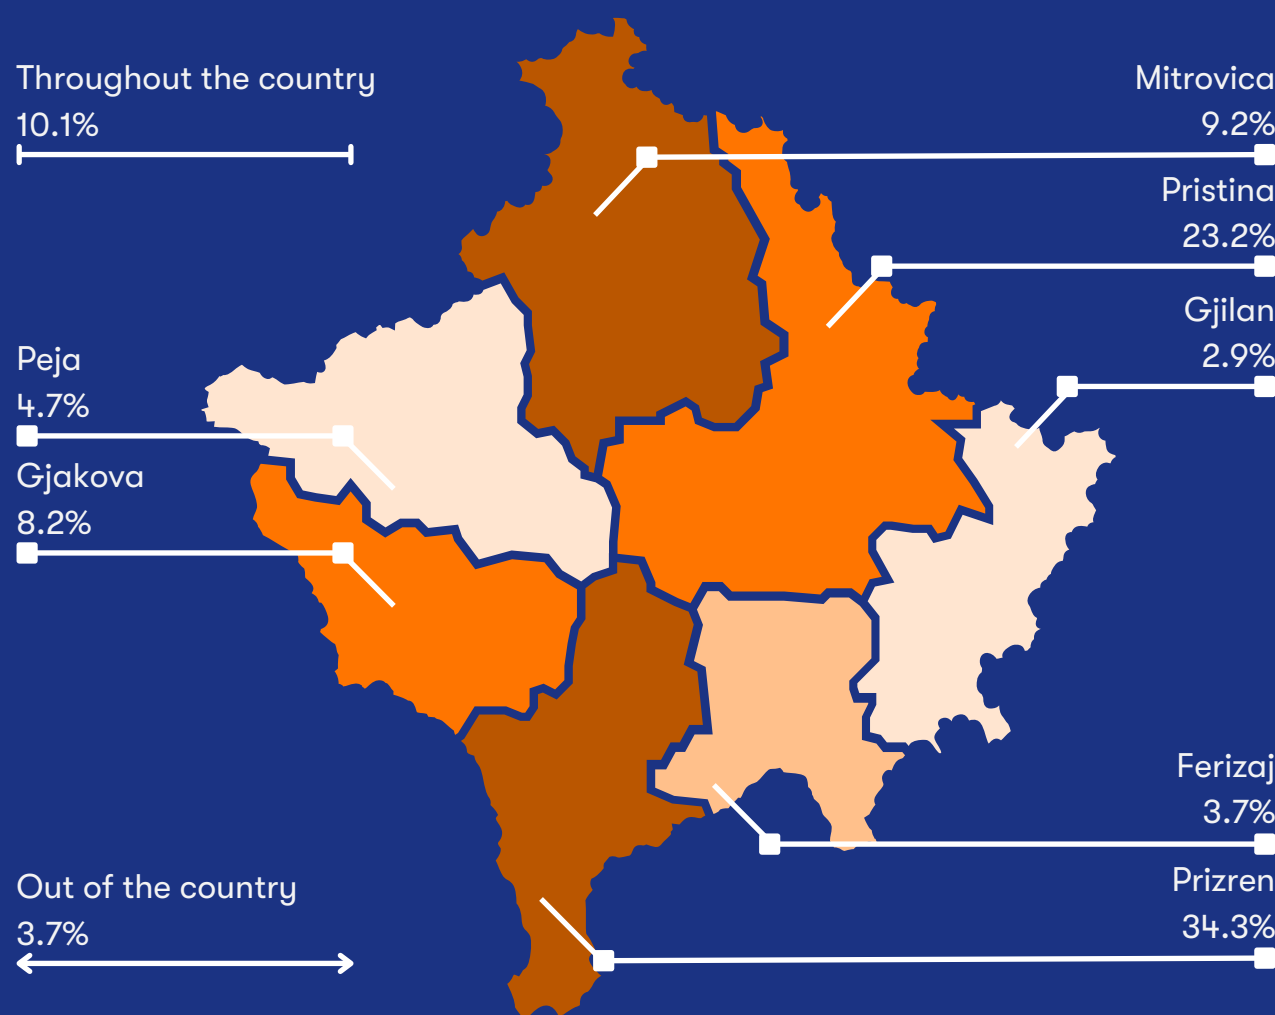 Throughout the country
10.1%
Mitrovica
9.2%
Pristina
23.2%
Gjilan
2.9%
Peja
4.7%
Gjakova
8.2%
Ferizaj
3.7%
Prizren
34.3%
Out of the country
3.7%